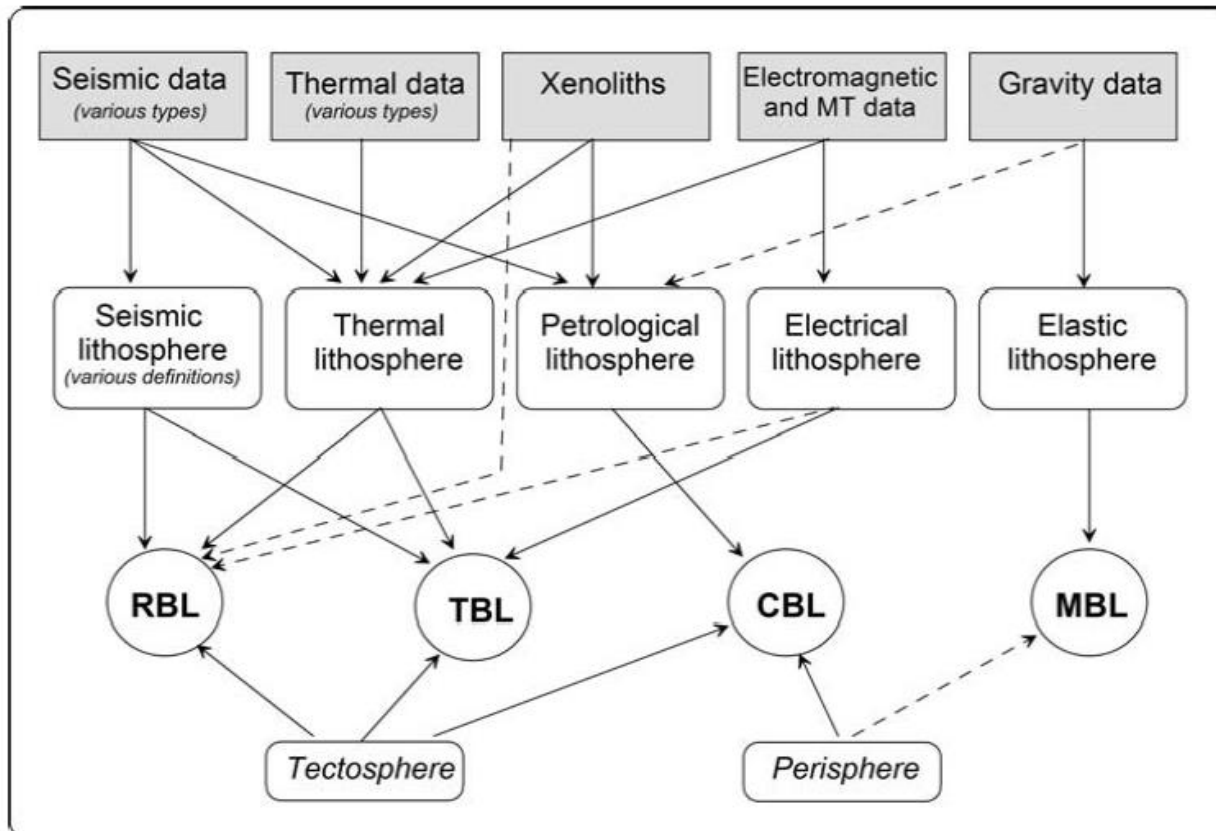 Seismic data
(various types)
Thermal data
(various types)
Xenoliths
Electromagnetic
and MT data
Gravity data
Seismic
lithosphere
(various definitions)
Thermal
lithosphere
Petrological
lithosphere
Electrical
lithosphere
Elastic
lithosphere
RBL
TBL
CBL
MBL
Tectosphere
Perisphere